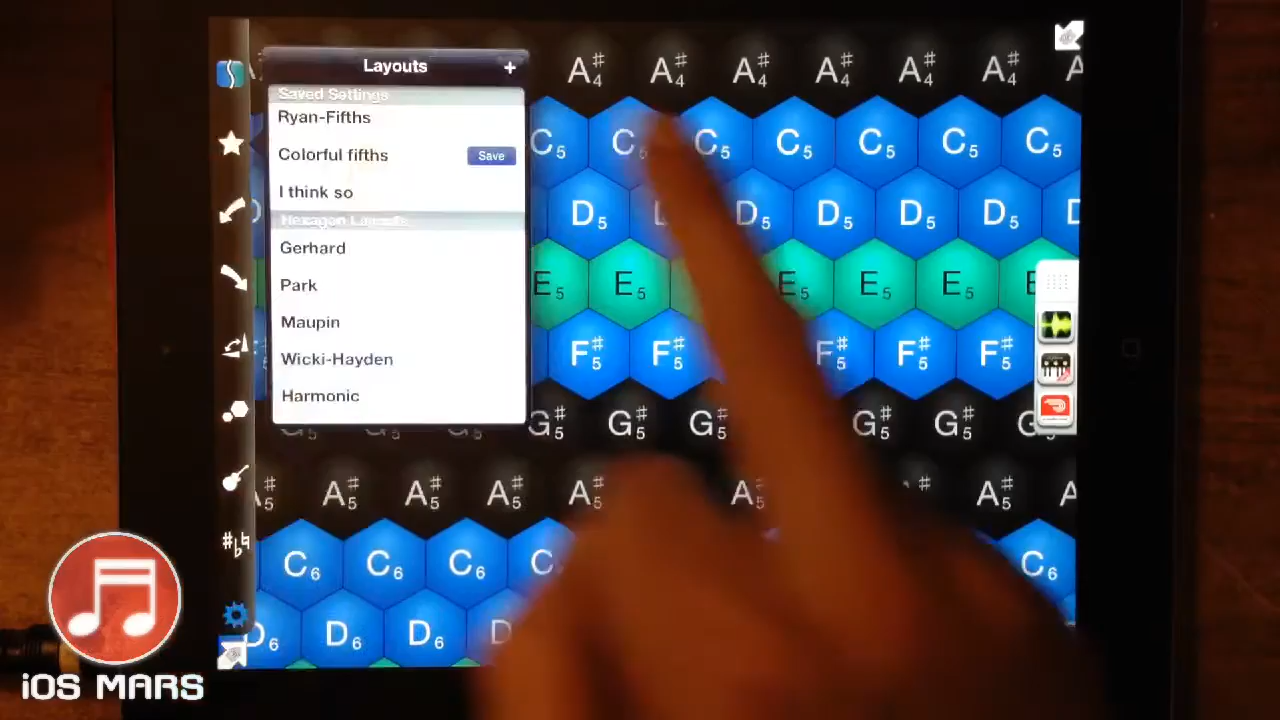 Layouts +
Saved Settings
Ryan-Fifths
Colorful fifths Save
I think so
Hexagon Layouts
Gerhard
Park
Maupin
Wicki-Hayden
Harmonic
A#4 A#4 A#4 A#4 A#4 A#4 A
C5 C5 C5 C5 C5 C5 C5
D5 D5 D5 D5 D5 D
E5 E5 E5 E5 E5 E
F#5 F#5 F#5 F#5 F#5
G#5 G#5 G#5 G#5 G#5 G
A#5 A#5 A#5 A#5 A#5 A#5 A
C6 C6 C6 C C6
D6 D6 D6 D
#♭♮
iOS MARS